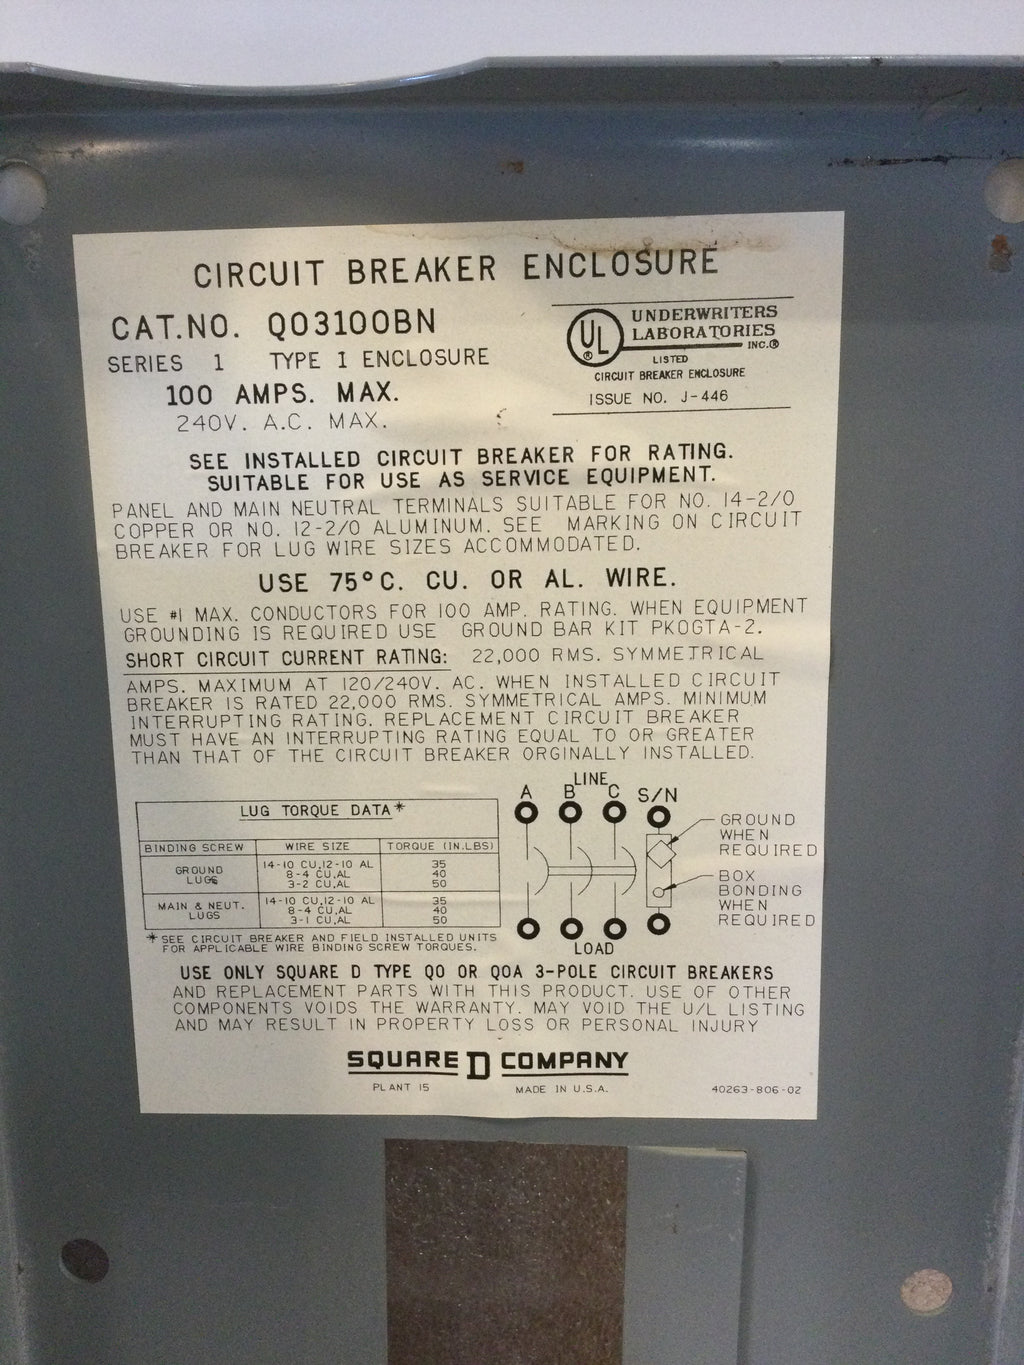 CIRCUIT BREAKER ENCLOSURE
CAT.NO. QO3100BN
SERIES 1 TYPE 1 ENCLOSURE
100 AMPS. MAX.
240V. A.C. MAX.
UL
®
UNDERWRITERS
LABORATORIES
INC.®
LISTED
CIRCUIT BREAKER ENCLOSURE
ISSUE NO. J-446
SEE INSTALLED CIRCUIT BREAKER FOR RATING.
SUITABLE FOR USE AS SERVICE EQUIPMENT.
PANEL AND MAIN NEUTRAL TERMINALS SUITABLE FOR NO. 14-2/0
COPPER OR NO. 12-2/0 ALUMINUM. SEE MARKING ON CIRCUIT
BREAKER FOR LUG WIRE SIZES ACCOMMODATED.
USE 75°C. CU. OR AL. WIRE.
USE #1 MAX. CONDUCTORS FOR 100 AMP. RATING. WHEN EQUIPMENT
GROUNDING IS REQUIRED USE GROUND BAR KIT PKOGTA-2.
SHORT CIRCUIT CURRENT RATING: 22,000 RMS. SYMMETRICAL
AMPS. MAXIMUM AT 120/240V. AC. WHEN INSTALLED CIRCUIT
BREAKER IS RATED 22,000 RMS. SYMMETRICAL AMPS. MINIMUM
INTERRUPTING RATING. REPLACEMENT CIRCUIT BREAKER
MUST HAVE AN INTERRUPTING RATING EQUAL TO OR GREATER
THAN THAT OF THE CIRCUIT BREAKER ORGINALLY INSTALLED.
LUG TORQUE DATA*
BINDING SCREW WIRE SIZE TORQUE (IN.LBS)
GROUND LUGS
14-10 CU,12-10 AL 35
8-4 CU,AL 40
3-2 CU,AL 50
MAIN & NEUT. LUGS
14-10 CU,12-10 AL 35
8-4 CU,AL 40
3-1 CU,AL 50
*SEE CIRCUIT BREAKER AND FIELD INSTALLED UNITS
FOR APPLICABLE WIRE BINDING SCREW TORQUES.
LINE
A B C S/N
GROUND
WHEN
REQUIRED
BOX
BONDING
WHEN
REQUIRED
LOAD
USE ONLY SQUARE D TYPE QO OR QOA 3-POLE CIRCUIT BREAKERS
AND REPLACEMENT PARTS WITH THIS PRODUCT. USE OF OTHER
COMPONENTS VOIDS THE WARRANTY. MAY VOID THE U/L LISTING
AND MAY RESULT IN PROPERTY LOSS OR PERSONAL INJURY
SQUARE D COMPANY
PLANT 15 MADE IN U.S.A. 40263-806-02